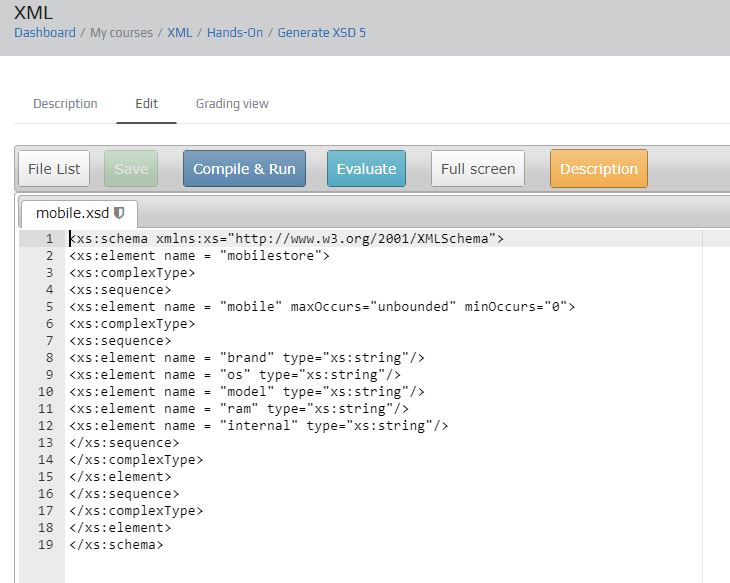 XML
Dashboard / My courses / XML / Hands-On / Generate XSD 5
Description Edit Grading view
File List Save Compile & Run Evaluate Full screen Description
mobile.xsd
1 <xs:schema xmlns:xs="http://www.w3.org/2001/XMLSchema">
2 <xs:element name = "mobilestore">
3 <xs:complexType>
4 <xs:sequence>
5 <xs:element name = "mobile" maxOccurs="unbounded" minOccurs="0">
6 <xs:complexType>
7 <xs:sequence>
8 <xs:element name = "brand" type="xs:string"/>
9 <xs:element name = "os" type="xs:string"/>
10 <xs:element name = "model" type="xs:string"/>
11 <xs:element name = "ram" type="xs:string"/>
12 <xs:element name = "internal" type="xs:string"/>
13 </xs:sequence>
14 </xs:complexType>
15 </xs:element>
16 </xs:sequence>
17 </xs:complexType>
18 </xs:element>
19 </xs:schema>